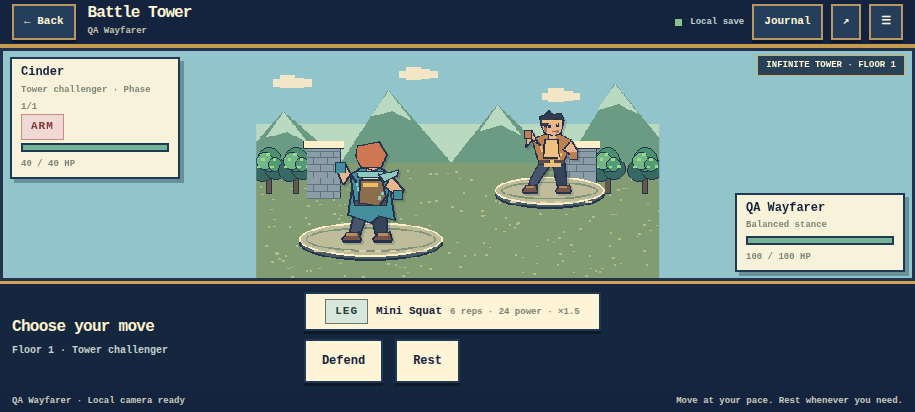 ← Back
Battle Tower
QA Wayfarer
Local save
Journal
↗
☰
Cinder
Tower challenger · Phase
1/1
ARM
40 / 40 HP
INFINITE TOWER · FLOOR 1
QA Wayfarer
Balanced stance
100 / 100 HP
Choose your move
Floor 1 · Tower challenger
LEG Mini Squat 6 reps · 24 power · ×1.5
Defend
Rest
QA Wayfarer · Local camera ready
Move at your pace. Rest whenever you need.